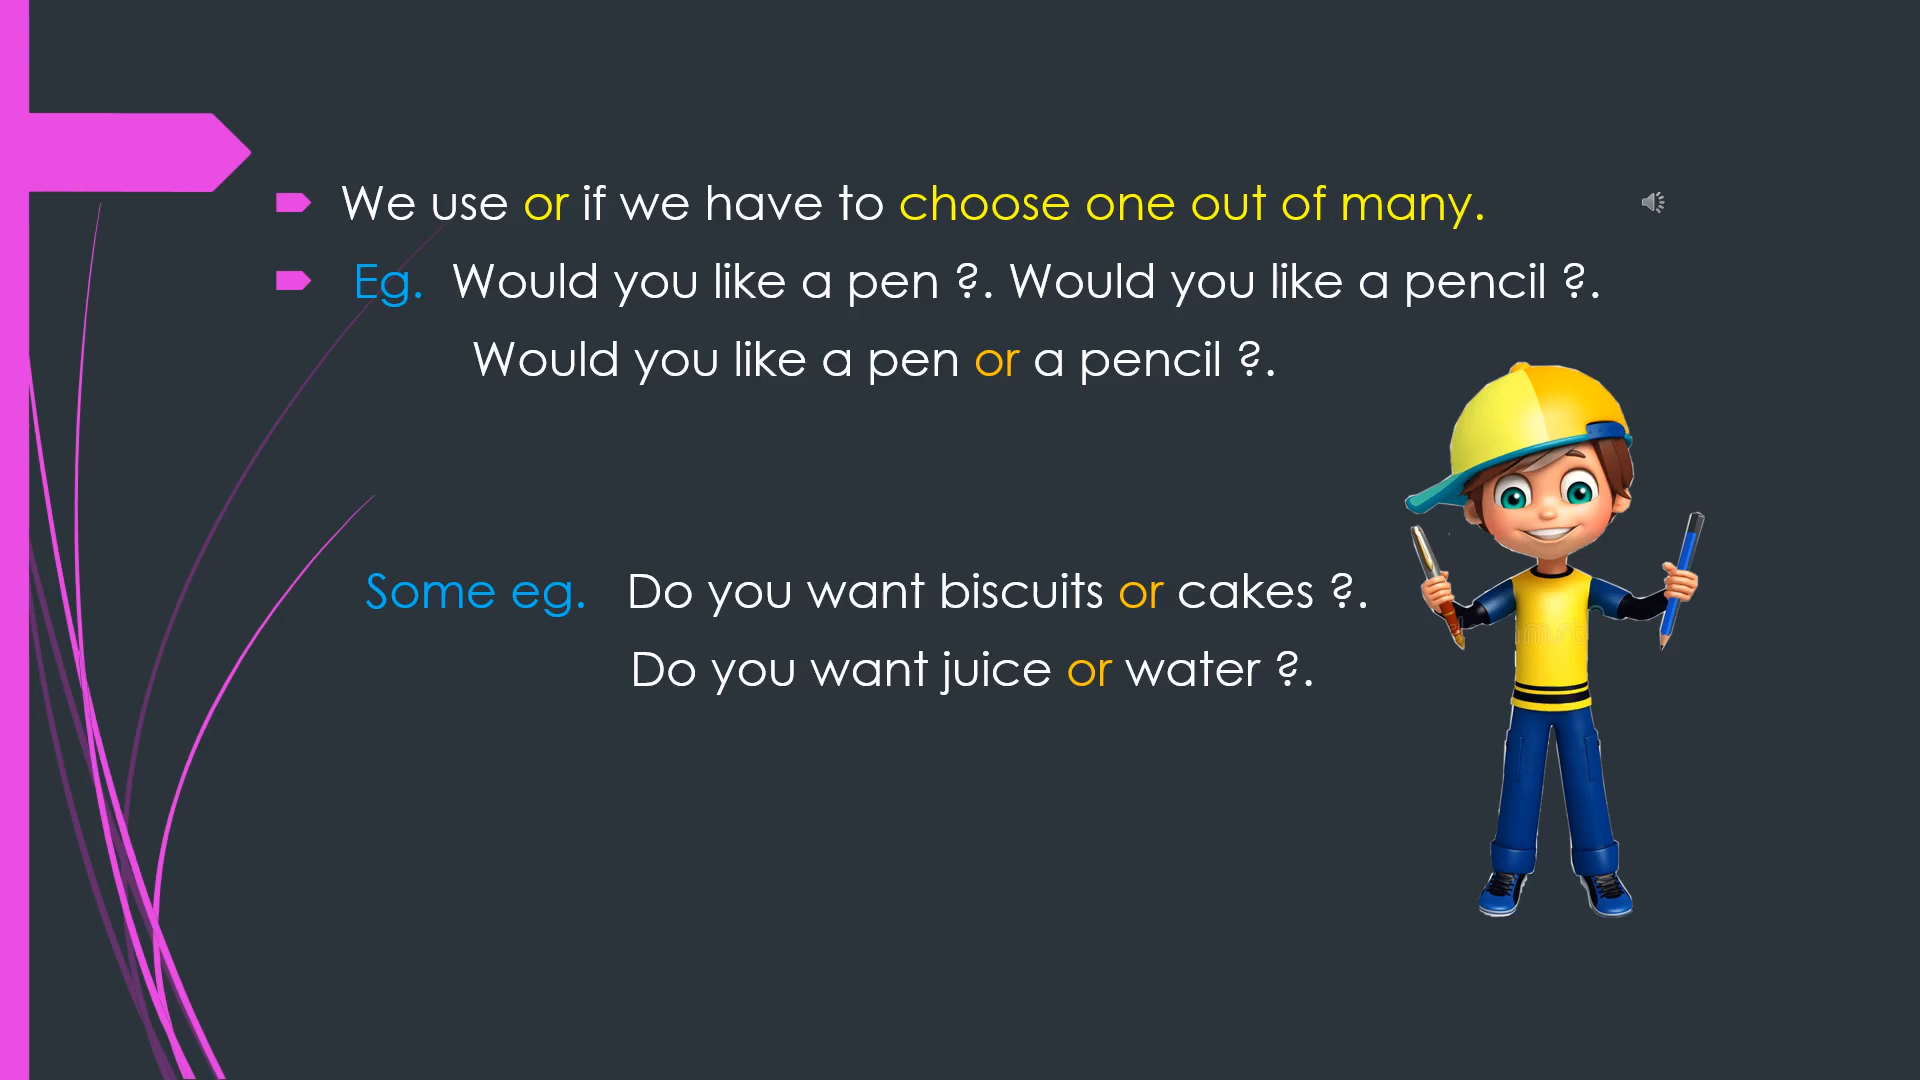 We use or if we have to choose one out of many.
Eg. Would you like a pen ?. Would you like a pencil ?.
Would you like a pen or a pencil ?.
Some eg. Do you want biscuits or cakes ?.
Do you want juice or water ?.